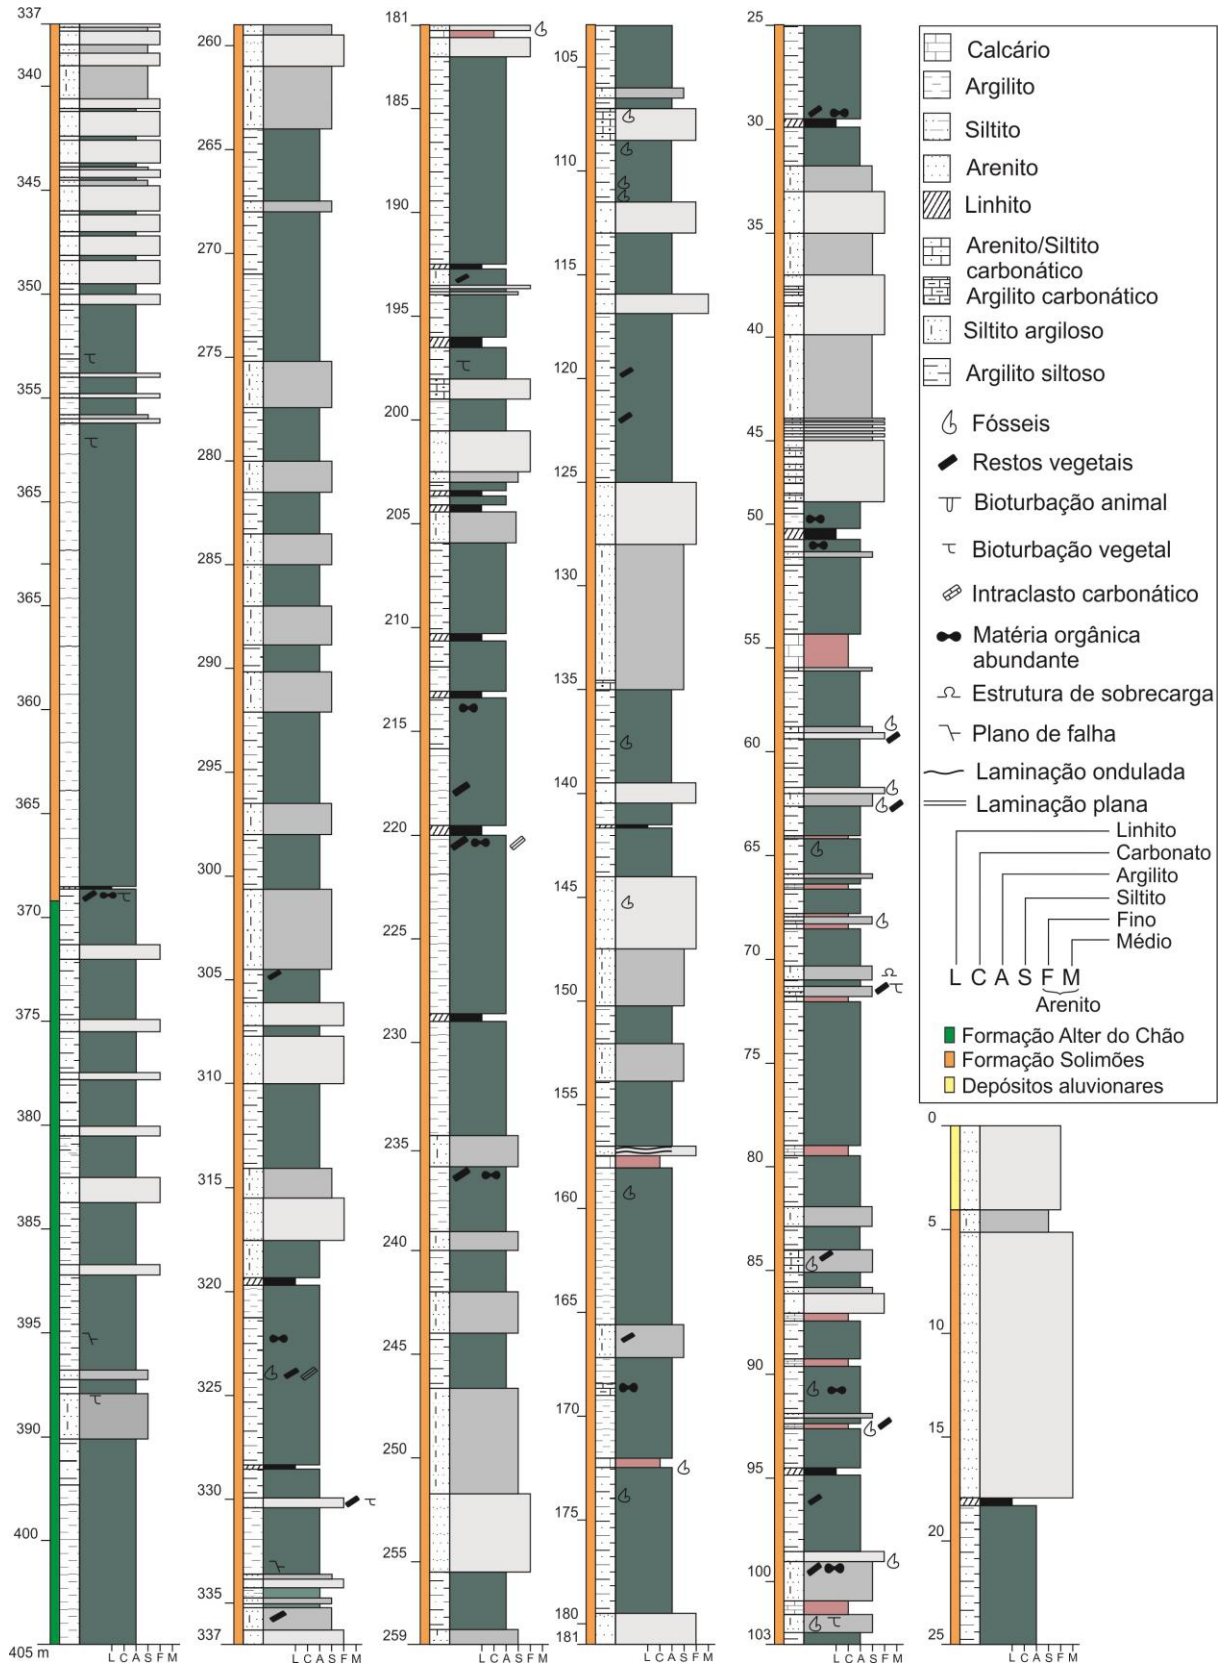 337
340
345
350
355
365
365
360
365
370
375
380
385
395
390
400
405 m
L C A S F M
260
265
270
275
280
285
290
295
300
305
310
315
320
325
330
335
337
L C A S F M
181
185
190
195
200
205
210
215
220
225
230
235
240
245
250
255
259
L C A S F M
105
110
115
120
125
130
135
140
145
150
155
160
165
170
175
180
181
L C A S F M
25
30
35
40
45
50
55
60
65
70
75
80
85
90
95
100
103
L C A S F M
Calcário
Argilito
Siltito
Arenito
Linhito
Arenito/Siltito
carbonático
Argilito carbonático
Siltito argiloso
Argilito siltoso
Fósseis
Restos vegetais
Bioturbação animal
Bioturbação vegetal
Intraclasto carbonático
Matéria orgânica
abundante
Estrutura de sobrecarga
Plano de falha
Laminação ondulada
Laminação plana
Linhito
Carbonato
Argilito
Siltito
Fino
Médio
L C A S F M
Arenito
Formação Alter do Chão
Formação Solimões
Depósitos aluvionares
0
5
10
15
20
25
L C A S F M